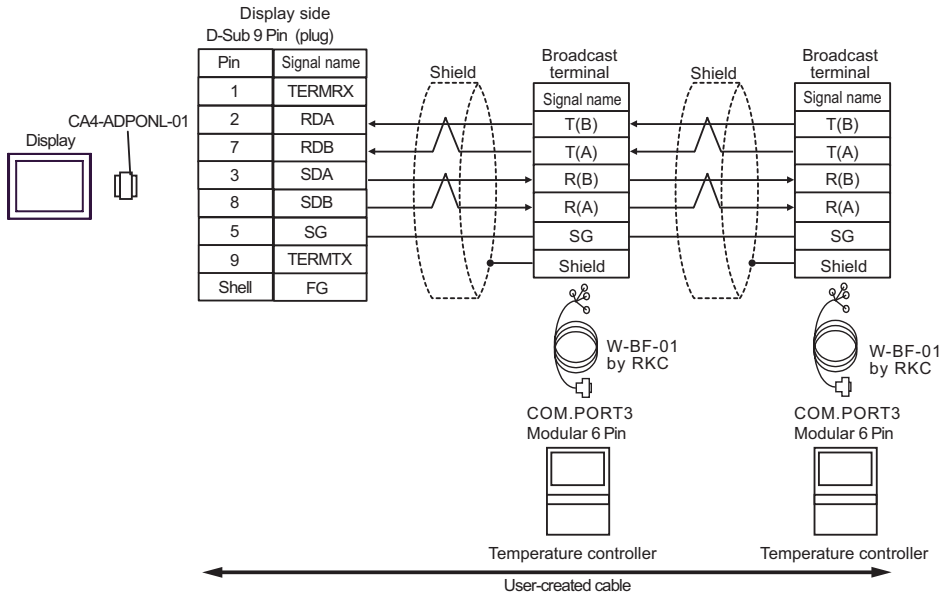 Display side
D-Sub 9 Pin (plug)
Pin Signal name
1 TERMRX
2 RDA
7 RDB
3 SDA
8 SDB
5 SG
9 TERMTX
Shell FG
CA4-ADPONL-01
Display
Shield
Broadcast
terminal
Signal name
T(B)
T(A)
R(B)
R(A)
SG
Shield
Shield
Broadcast
terminal
Signal name
T(B)
T(A)
R(B)
R(A)
SG
Shield
W-BF-01
by RKC
COM.PORT3
Modular 6 Pin
Temperature controller
W-BF-01
by RKC
COM.PORT3
Modular 6 Pin
Temperature controller
User-created cable